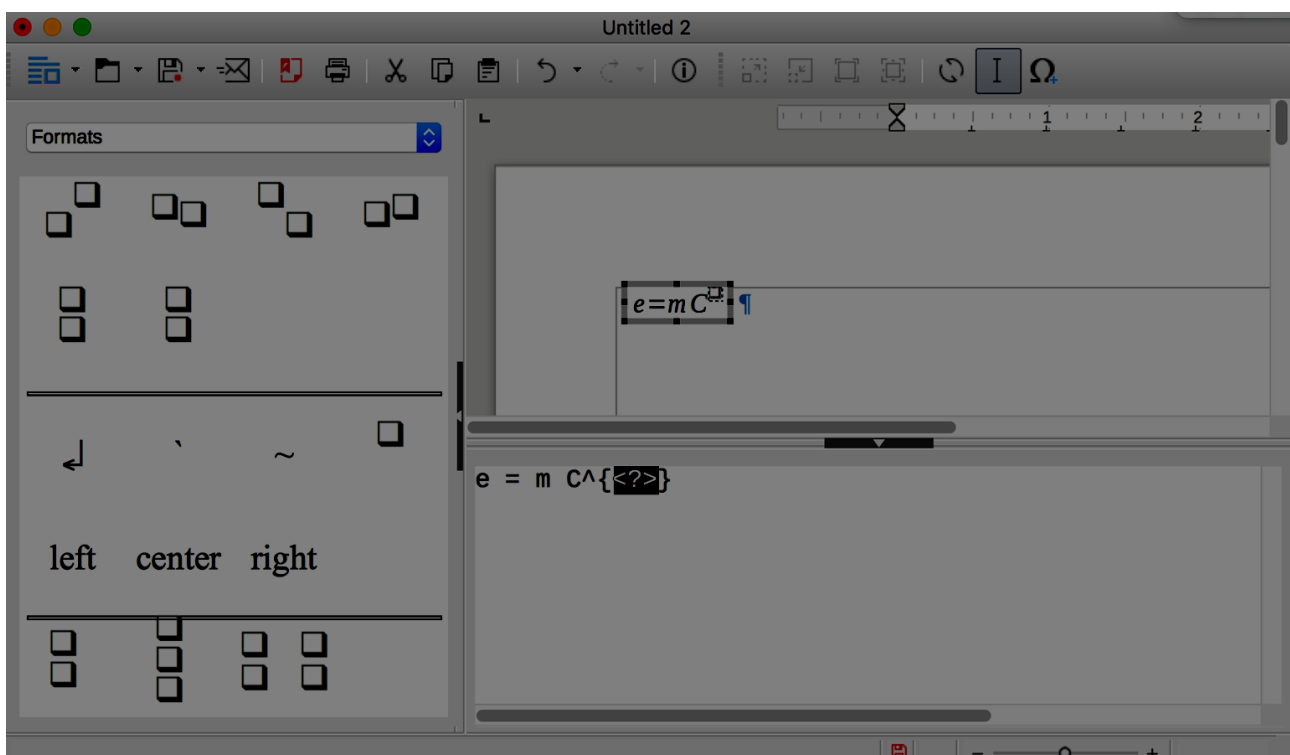 Untitled 2
Formats
1 2
e=mC
¶
` ~
e = m C^{<?>}
left center right